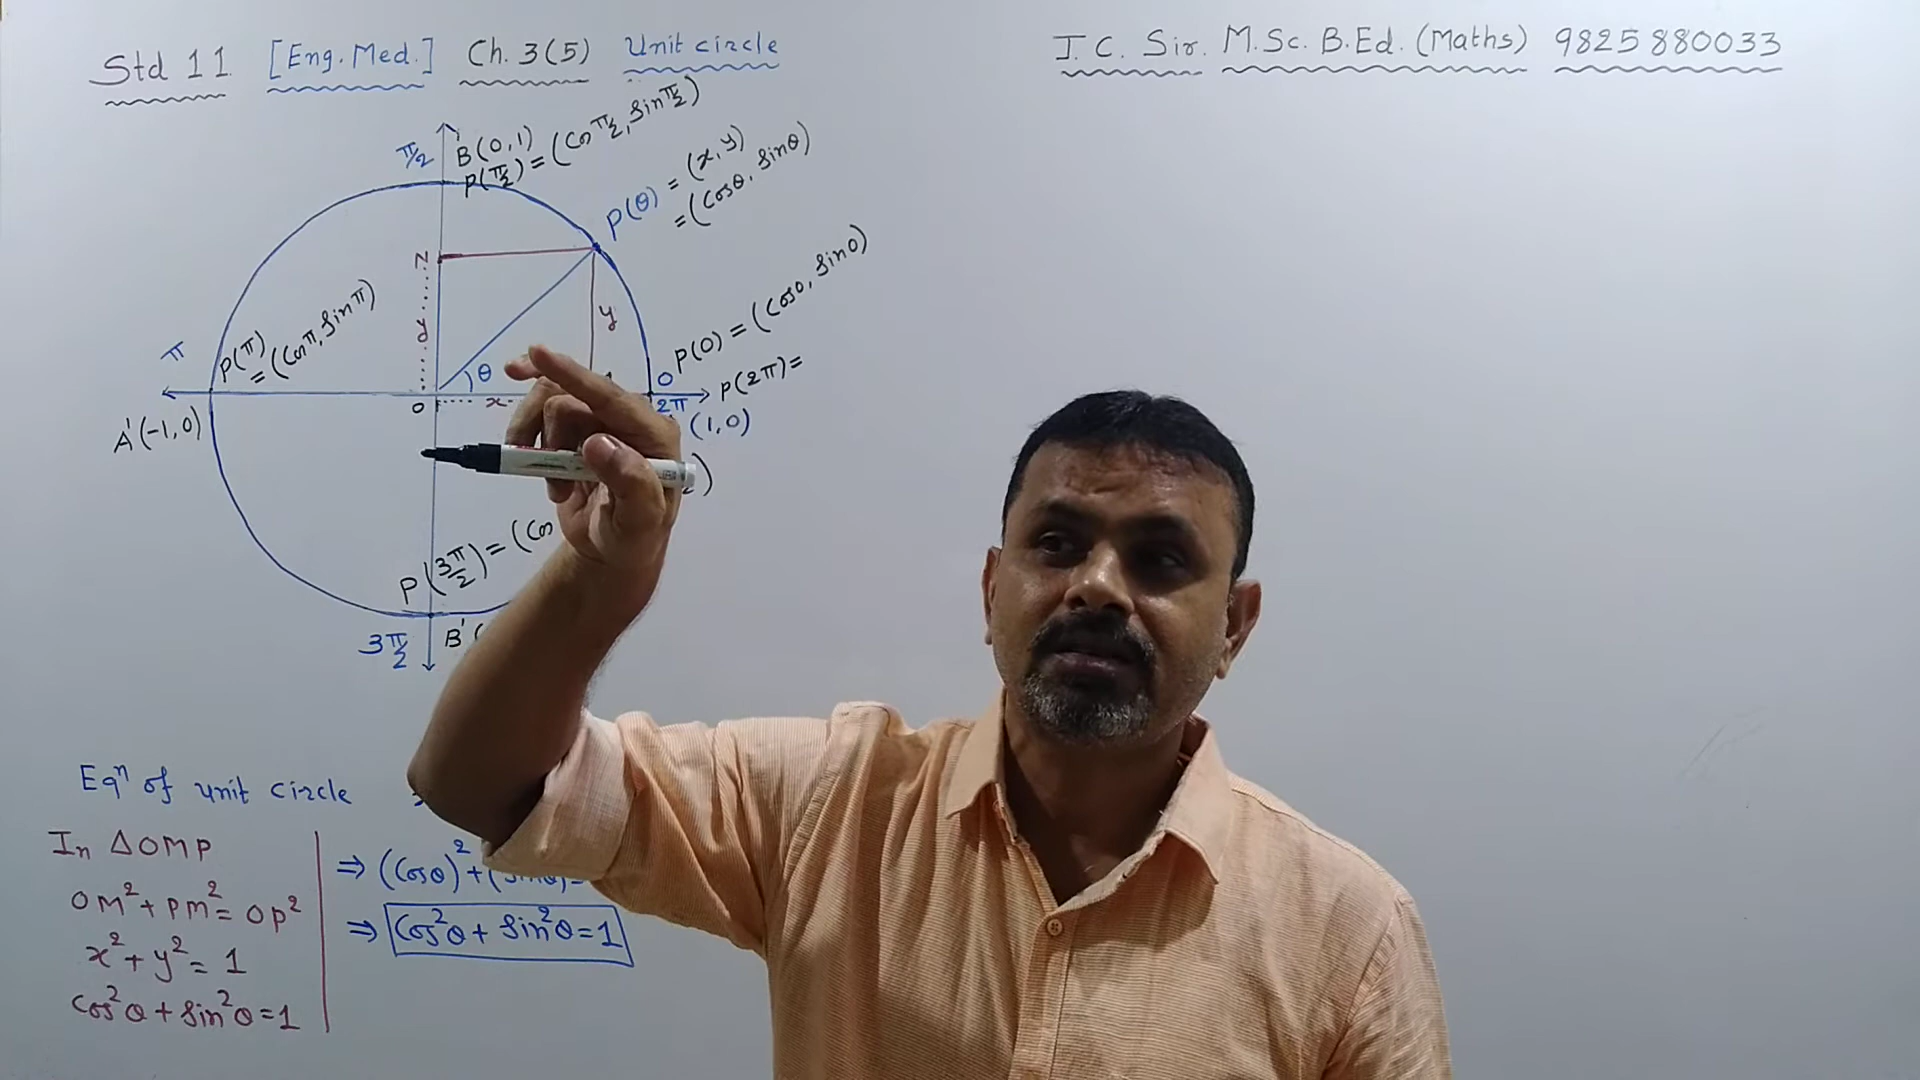 Std 11 [Eng. Med.] Ch. 3(5) Unit circle
J. C. Sir. M.Sc. B.Ed. (Maths) 9825880033
π/2
B(0,1)
P(π/2) = (Cos π/2, Sin π/2)
P(θ) = (x, y)
= (Cosθ, Sinθ)
N
y
y
P(π)
= (Cosπ, Sinπ)
π
θ
P(0) = (Cos0, Sin0)
0
P(2π) =
2π
O
x
A'(-1,0)
(1,0)
)
P(3π/2) = (Cos
3π/2
B'(
Eqⁿ of unit circle
In ΔOMP
OM² + PM² = OP²
x² + y² = 1
Cos²θ + Sin²θ = 1
⇒ (Cosθ)² + (Sinθ)=
⇒ Cos²θ + Sin²θ = 1